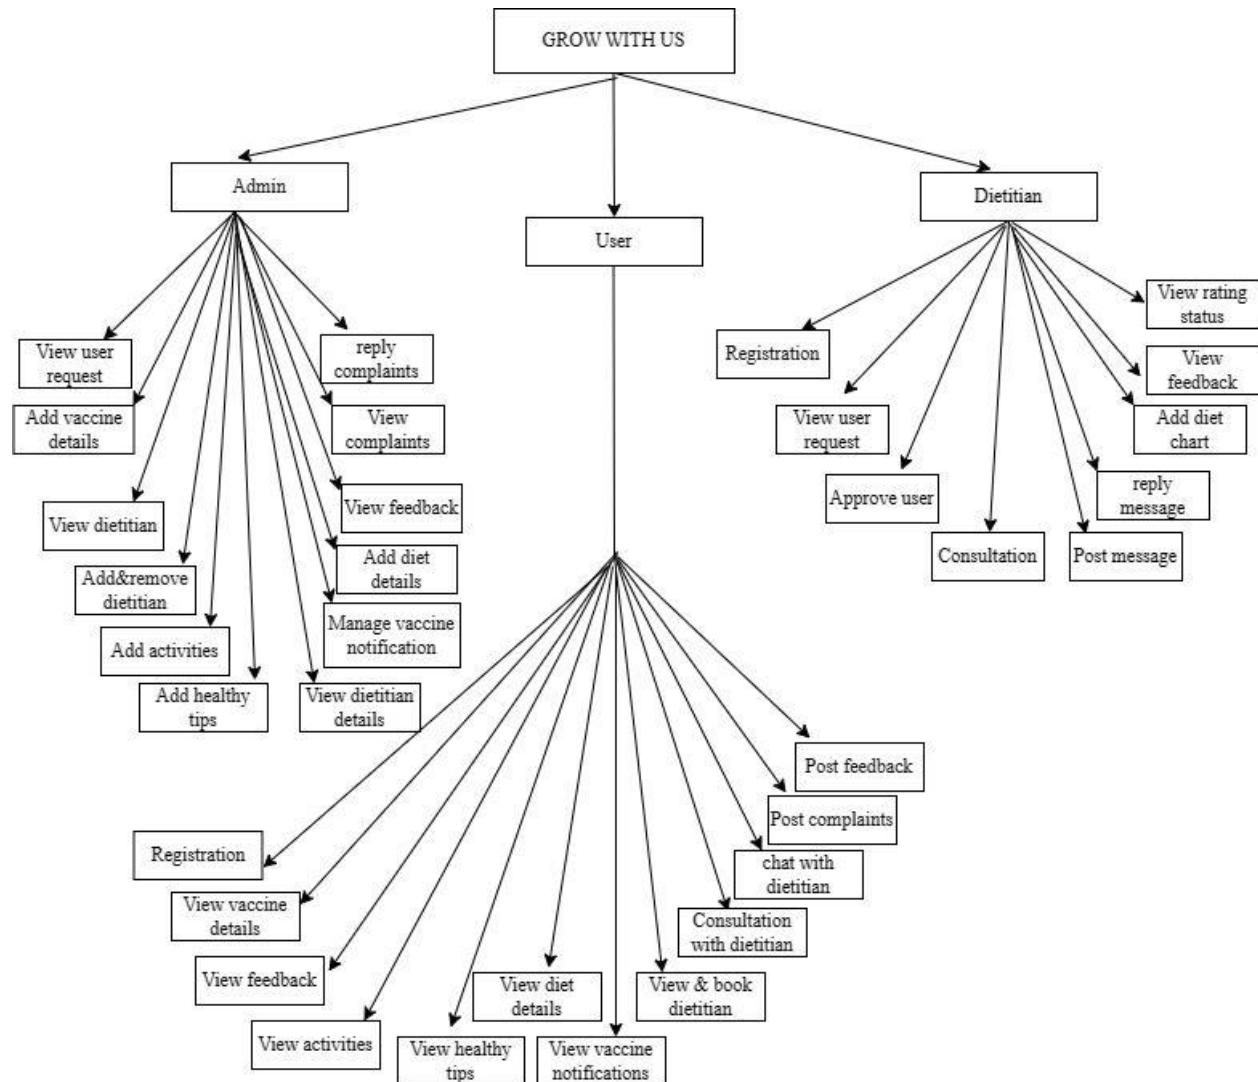 GROW WITH US
Admin
User
Dietitian
View user
request
Add vaccine
details
View dietitian
Add&remove
dietitian
Add activities
Add healthy
tips
View dietitian
details
Manage vaccine
notification
Add diet
details
View feedback
View
complaints
reply
complaints
Registration
View vaccine
details
View feedback
View activities
View healthy
tips
View diet
details
View vaccine
notifications
View & book
dietitian
Consultation
with dietitian
chat with
dietitian
Post complaints
Post feedback
Registration
View user
request
Approve user
Consultation
Post message
reply
message
Add diet
chart
View
feedback
View rating
status